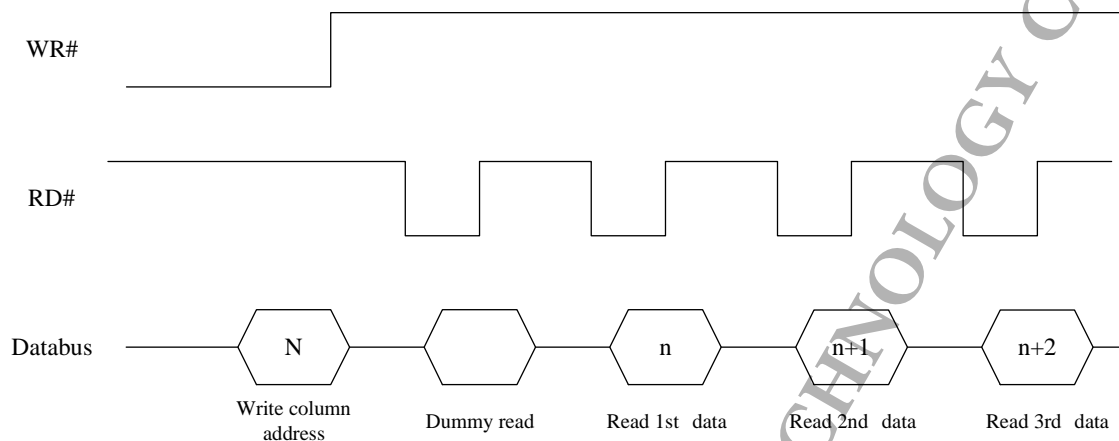 WR#
RD#
Databus
N
n
n+1
n+2
Write column
address
Dummy read
Read 1st data
Read 2nd data
Read 3rd data
CHNOLOGY C